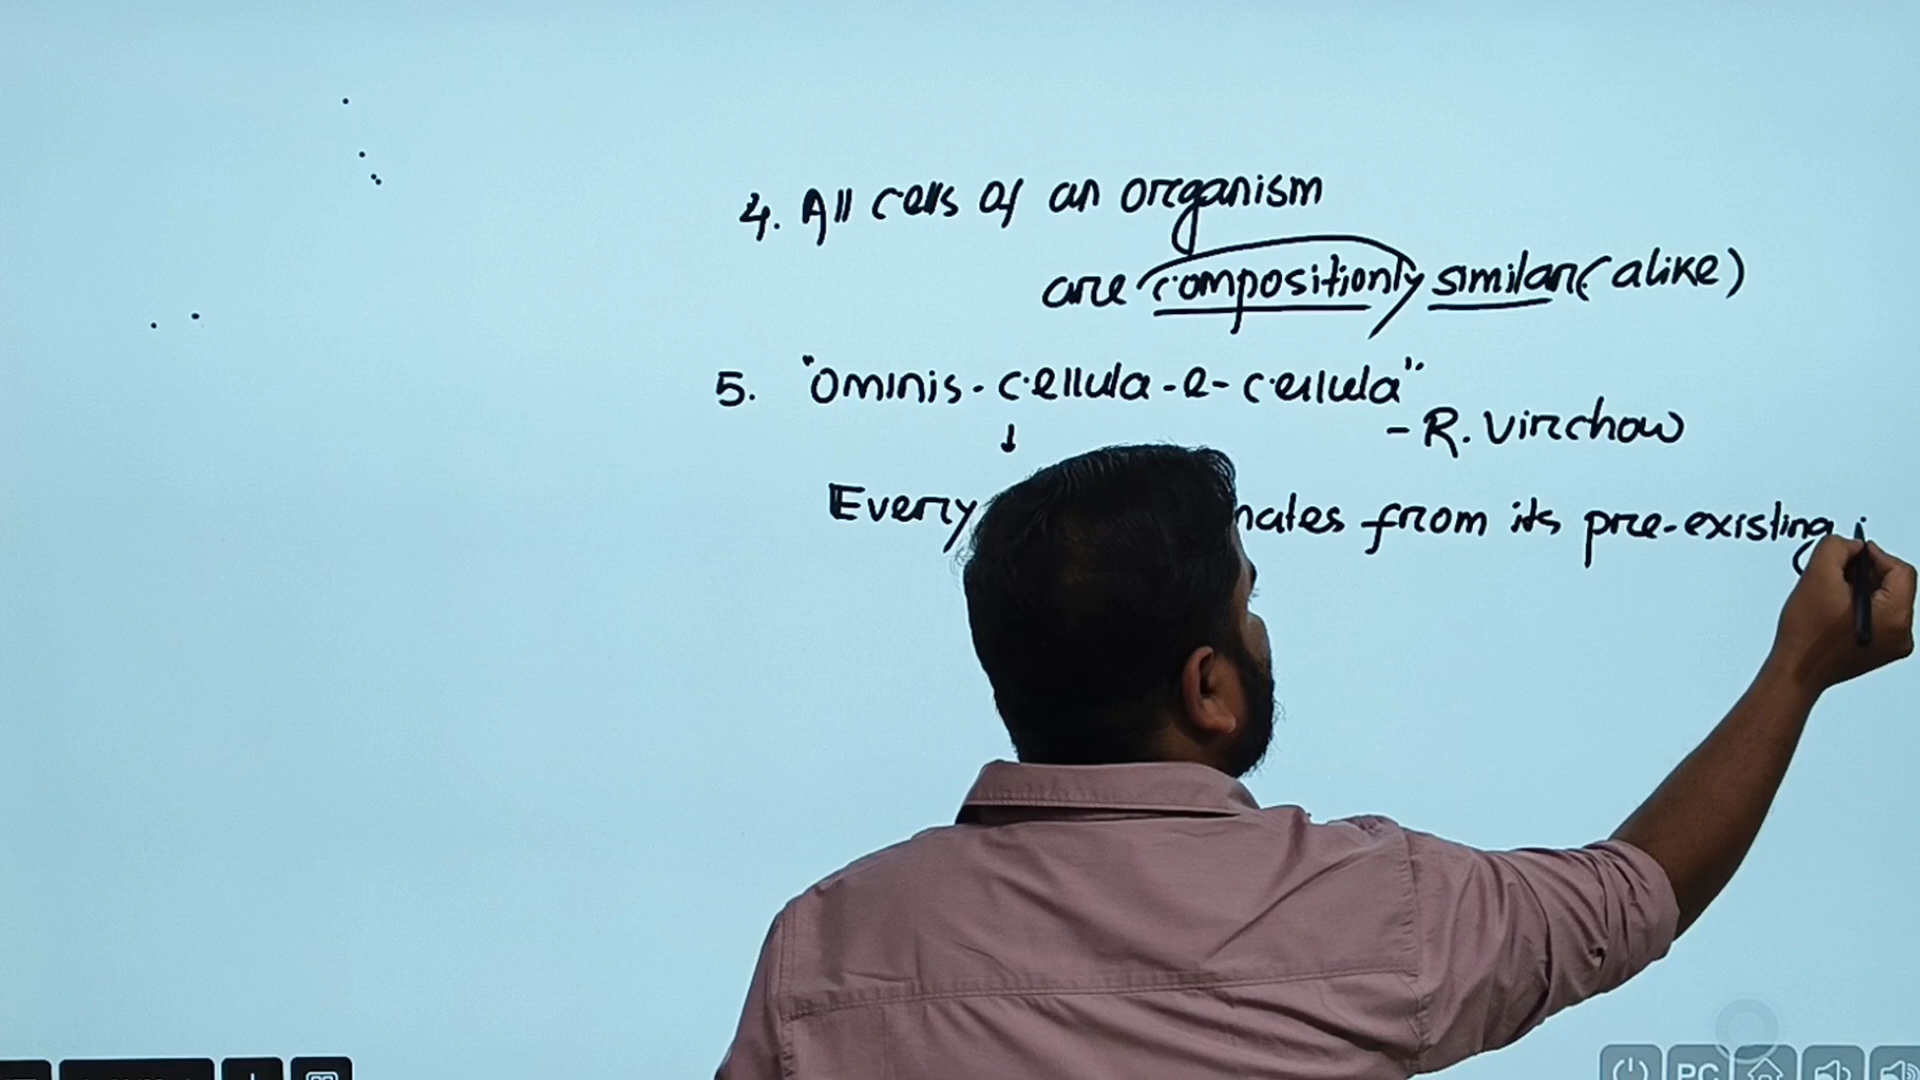 4. All cells of an organism
are compositionly similar (alike)
5. "Ominis - cellula - e - cellula"
- R. Virchow
Every nates from its pre-existing
PC